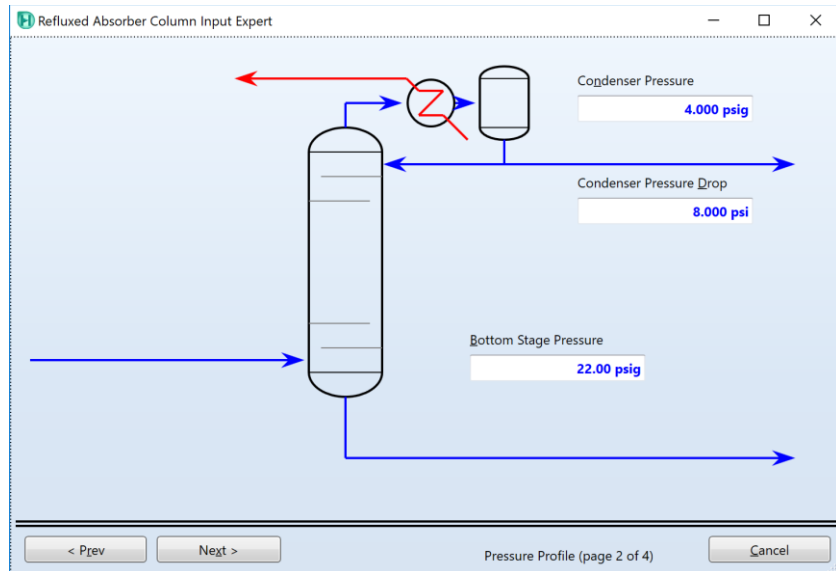 Refluxed Absorber Column Input Expert
Condenser Pressure
4.000 psig
Condenser Pressure Drop
8.000 psi
Bottom Stage Pressure
22.00 psig
< Prev
Next >
Pressure Profile (page 2 of 4)
Cancel